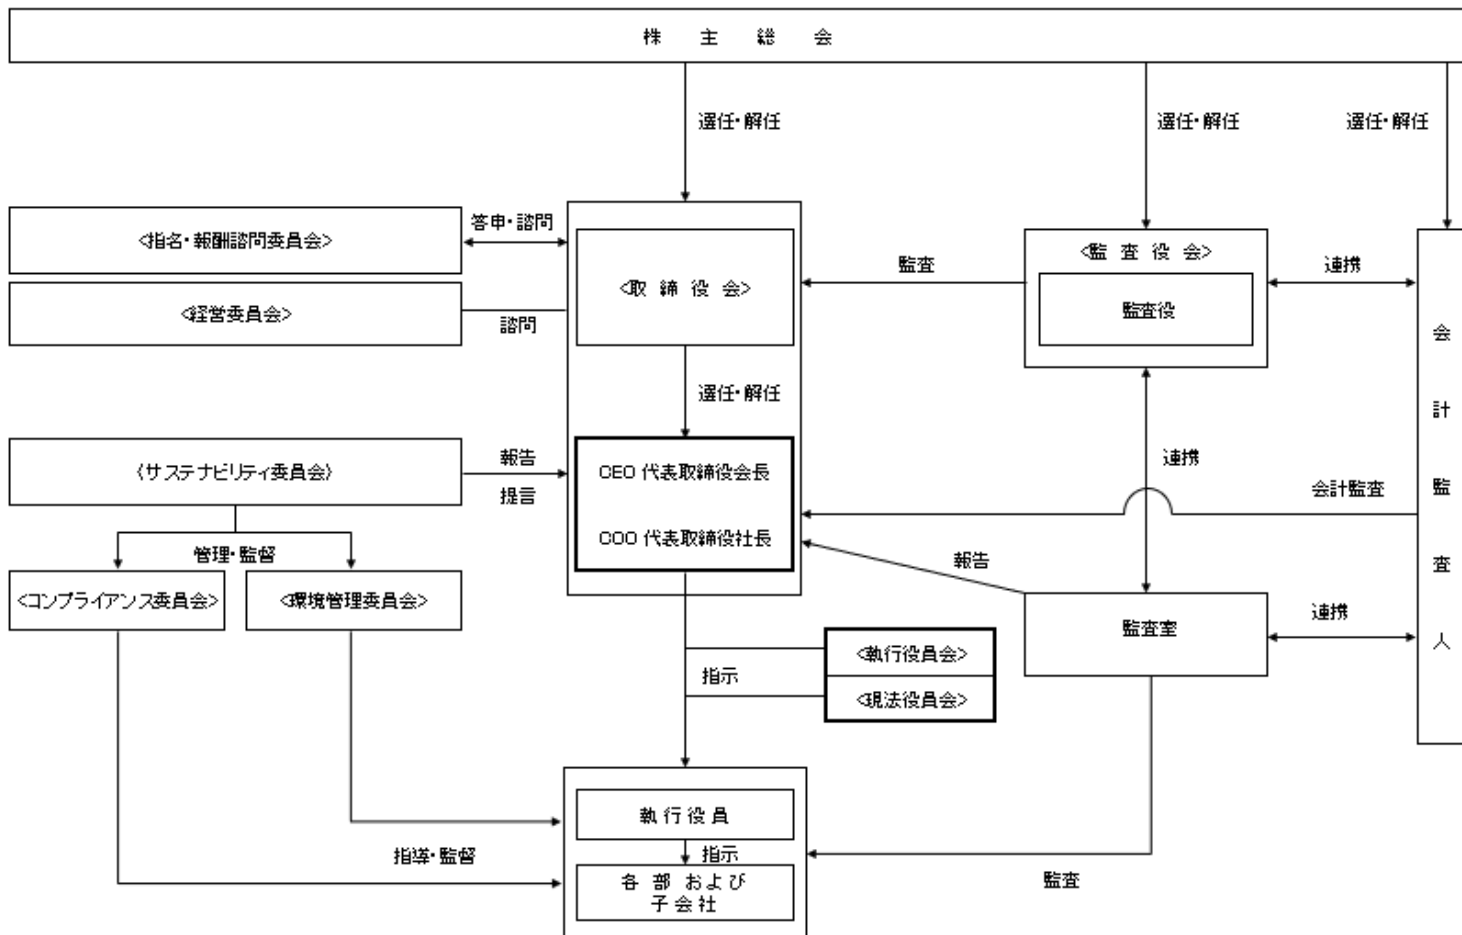 株主総会
選任・解任
選任・解任
選任・解任
<指名・報酬諮問委員会>
答申・諮問
<取締役会>
監査
<監査役会>
監査役
連携
<経営委員会>
諮問
会計監査人
選任・解任
<サステナビリティ委員会>
報告
提言
CEO 代表取締役会長
COO 代表取締役社長
連携
会計監査
管理・監督
<コンプライアンス委員会>
<環境管理委員会>
報告
監査室
連携
指示
<執行役員会>
<現法役員会>
執行役員
指示
各部および
子会社
指導・監督
監査